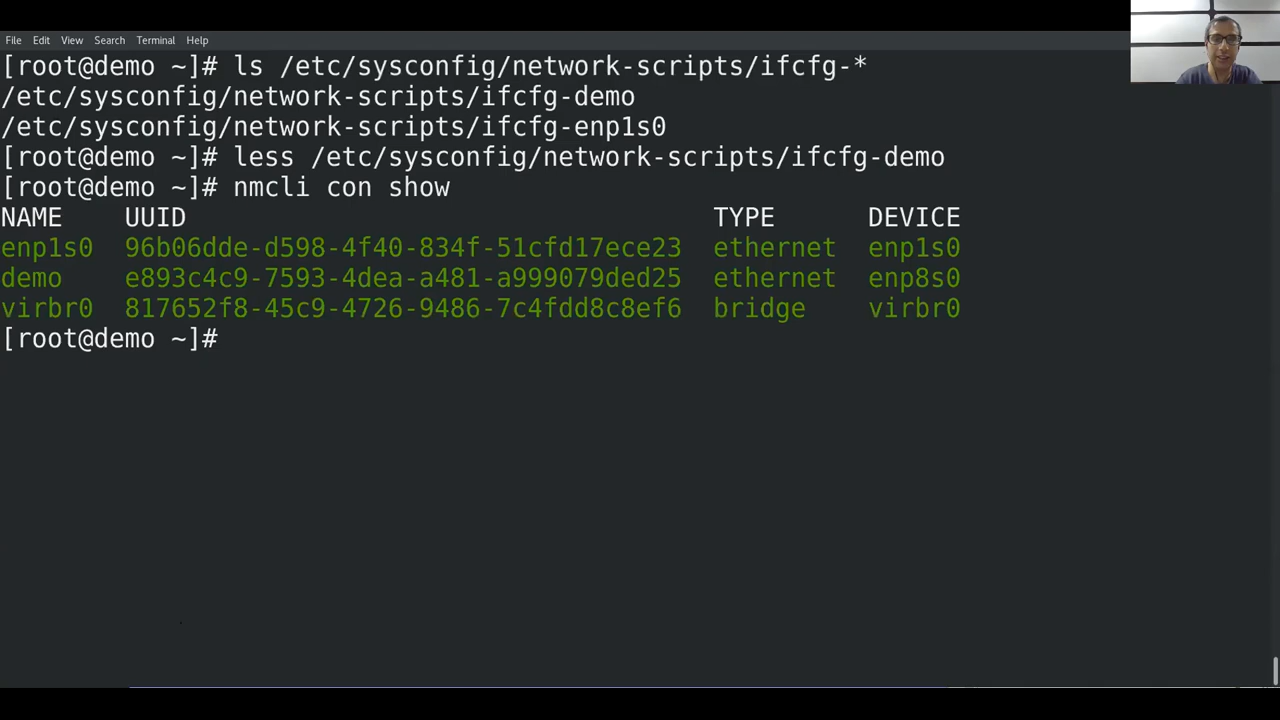 File Edit View Search Terminal Help
[root@demo ~]# ls /etc/sysconfig/network-scripts/ifcfg-*
/etc/sysconfig/network-scripts/ifcfg-demo
/etc/sysconfig/network-scripts/ifcfg-enp1s0
[root@demo ~]# less /etc/sysconfig/network-scripts/ifcfg-demo
[root@demo ~]# nmcli con show
NAME UUID TYPE DEVICE
enp1s0 96b06dde-d598-4f40-834f-51cfd17ece23 ethernet enp1s0
demo e893c4c9-7593-4dea-a481-a999079ded25 ethernet enp8s0
virbr0 817652f8-45c9-4726-9486-7c4fdd8c8ef6 bridge virbr0
[root@demo ~]#